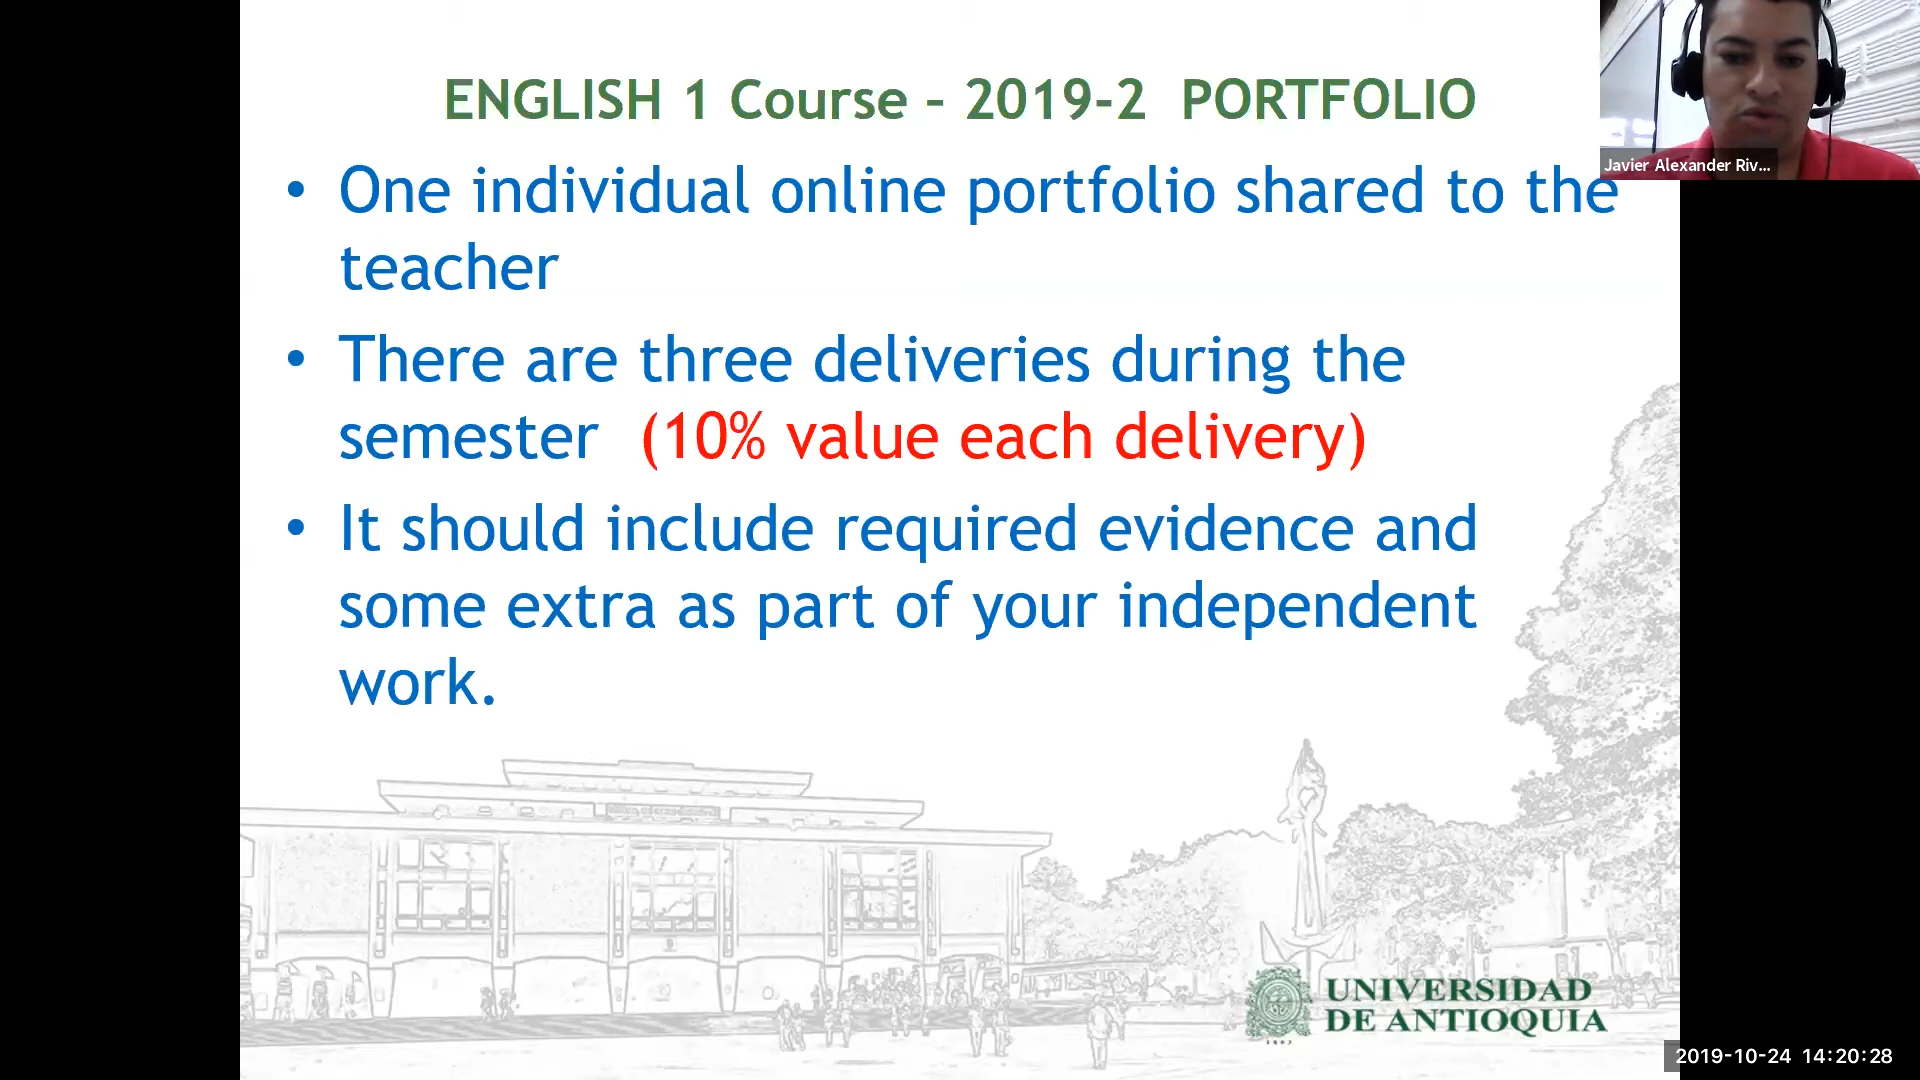 ENGLISH 1 Course – 2019-2 PORTFOLIO
Javier Alexander Riv...
• One individual online portfolio shared to the
teacher
• There are three deliveries during the
semester (10% value each delivery)
• It should include required evidence and
some extra as part of your independent
work.
UNIVERSIDAD
DE ANTIOQUIA
1803
2019-10-24 14:20:28